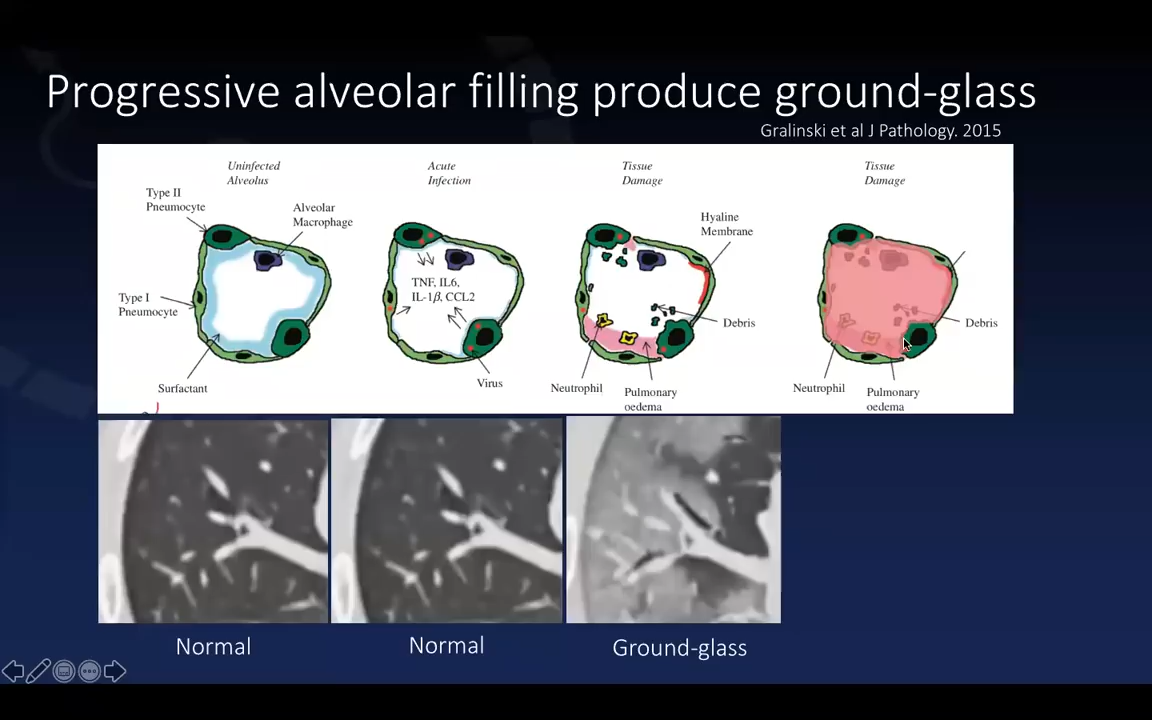 Progressive alveolar filling produce ground-glass
Gralinski et al J Pathology. 2015
Uninfected
Alveolus
Type II
Pneumocyte
Alveolar
Macrophage
Type I
Pneumocyte
Surfactant
Acute
Infection
TNF, IL6,
IL-1β, CCL2
Virus
Tissue
Damage
Hyaline
Membrane
Debris
Neutrophil
Pulmonary
oedema
Tissue
Damage
Debris
Neutrophil
Pulmonary
oedema
Normal
Normal
Ground-glass